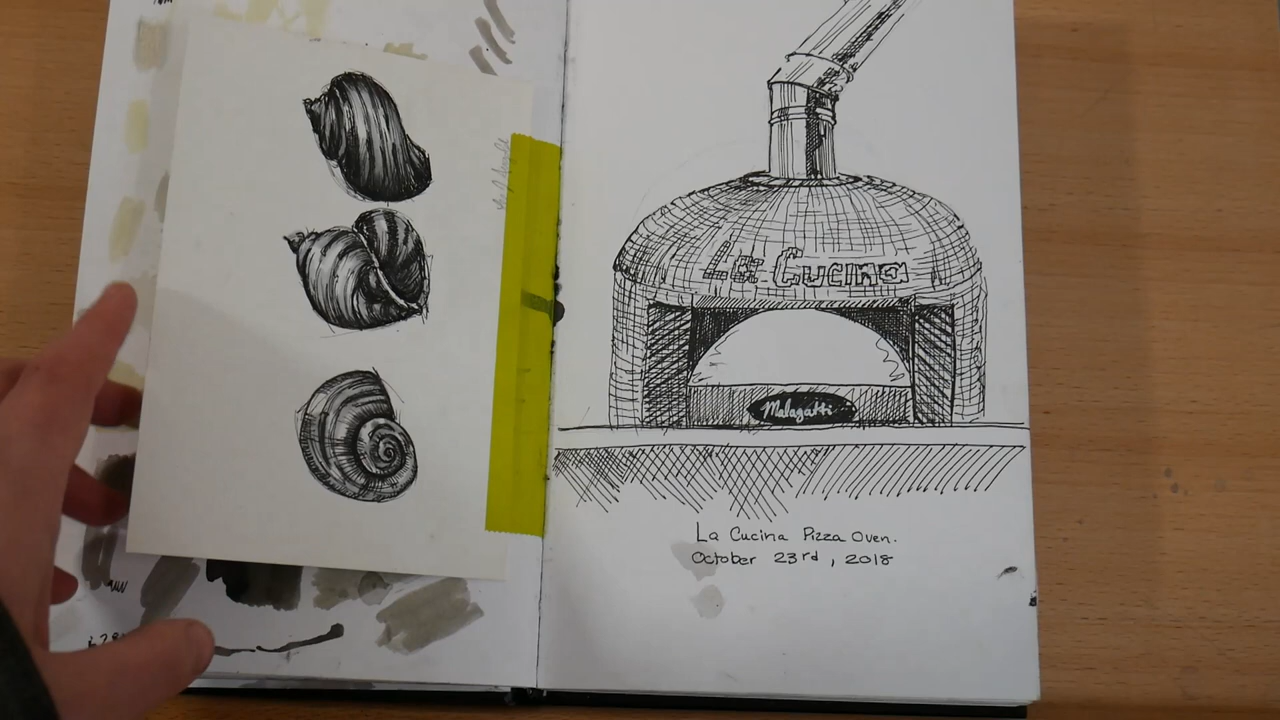 La Cucina
Malagatti
La Cucina Pizza Oven.
October 23rd, 2018